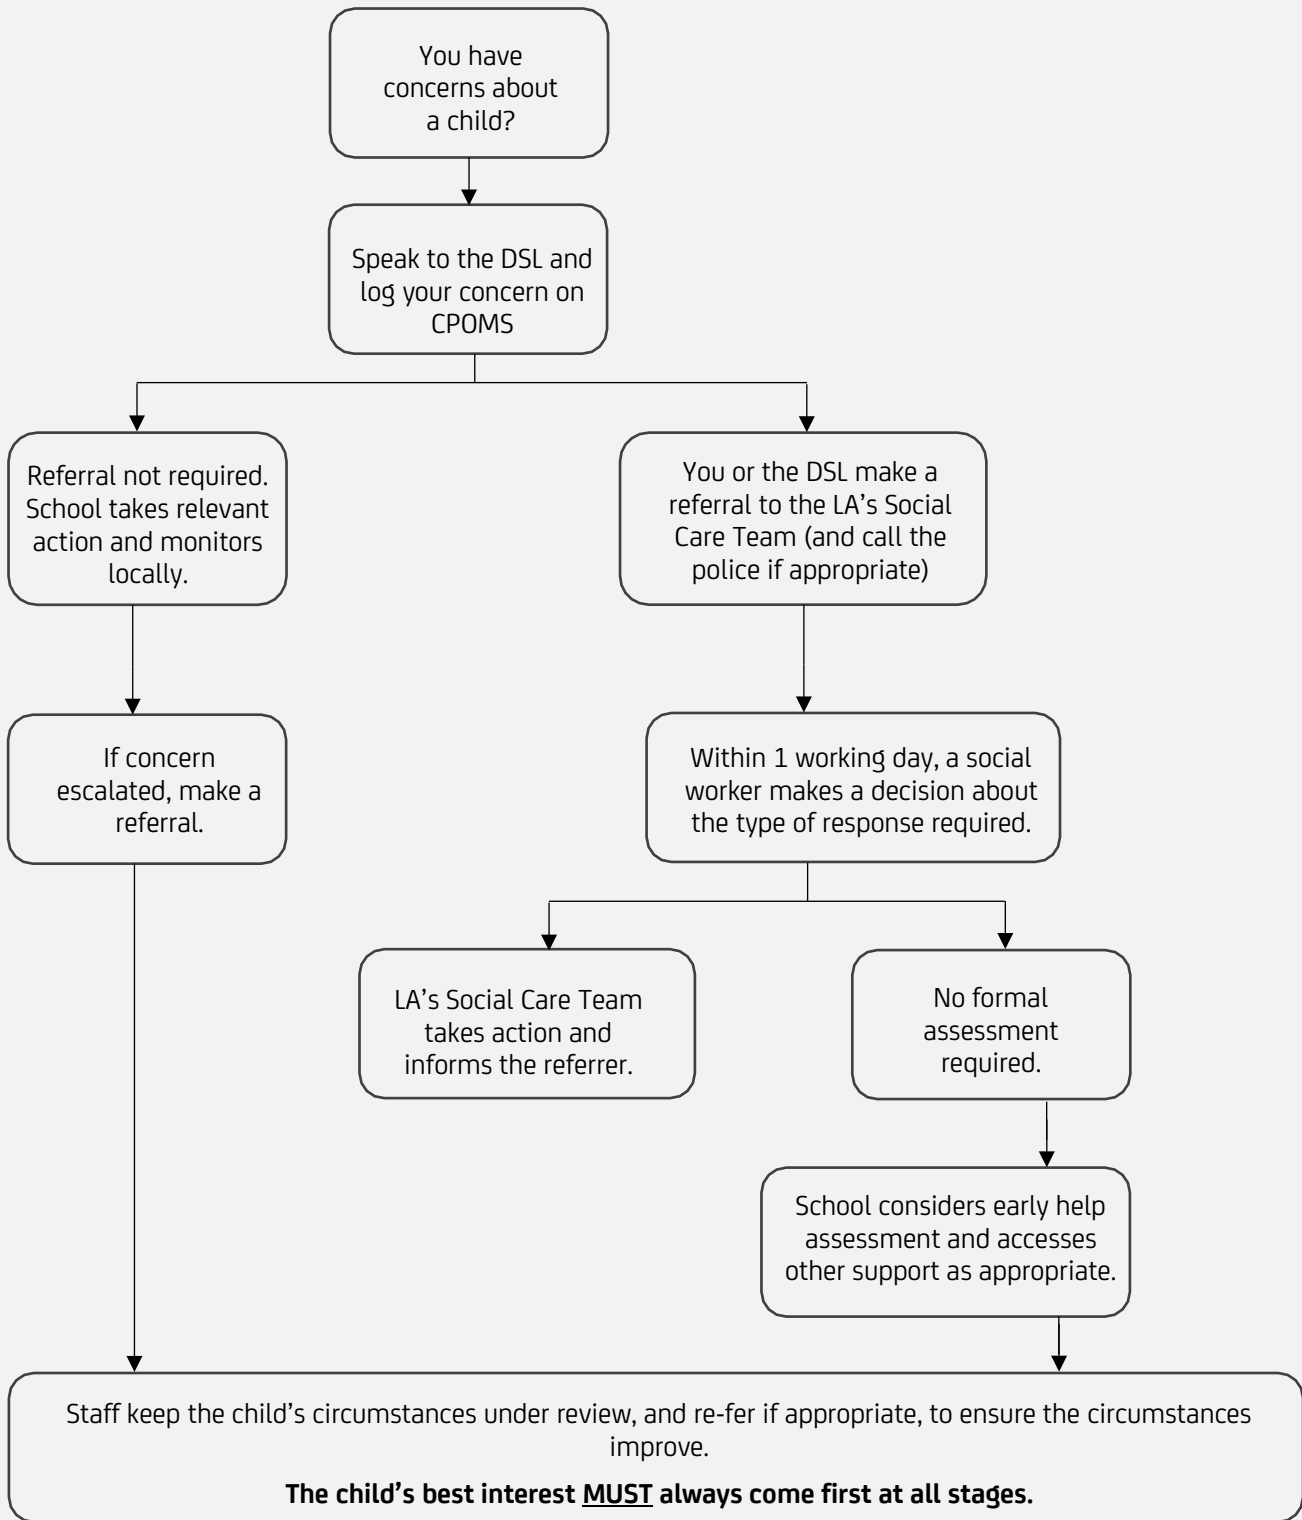 You have
concerns about
a child?
Speak to the DSL and
log your concern on
CPOMS
Referral not required.
School takes relevant
action and monitors
locally.
You or the DSL make a
referral to the LA’s Social
Care Team (and call the
police if appropriate)
If concern
escalated, make a
referral.
Within 1 working day, a social
worker makes a decision about
the type of response required.
LA’s Social Care Team
takes action and
informs the referrer.
No formal
assessment
required.
School considers early help
assessment and accesses
other support as appropriate.
Staff keep the child’s circumstances under review, and re-fer if appropriate, to ensure the circumstances
improve.
The child’s best interest MUST always come first at all stages.